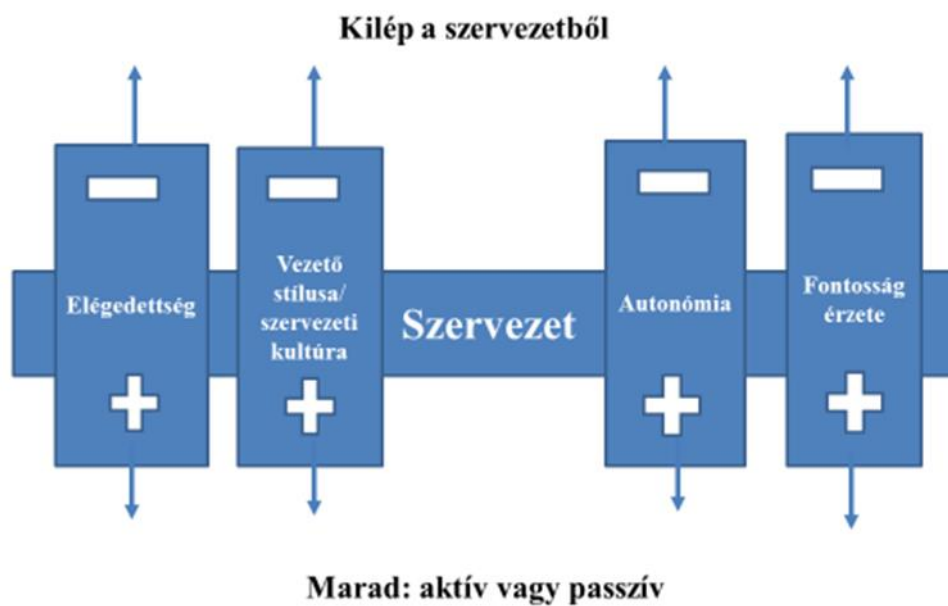 Kilép a szervezetből
Elégedettség
Vezető
stílusa/
szervezeti
kultúra
Szervezet
Autonómia
Fontosság
érzete
Marad: aktív vagy passzív